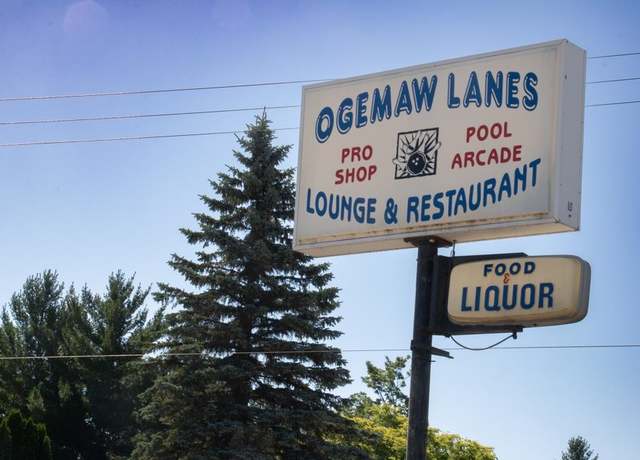 OGEMAW LANES
PRO SHOP
POOL ARCADE
LOUNGE & RESTAURANT
FOOD
&
LIQUOR